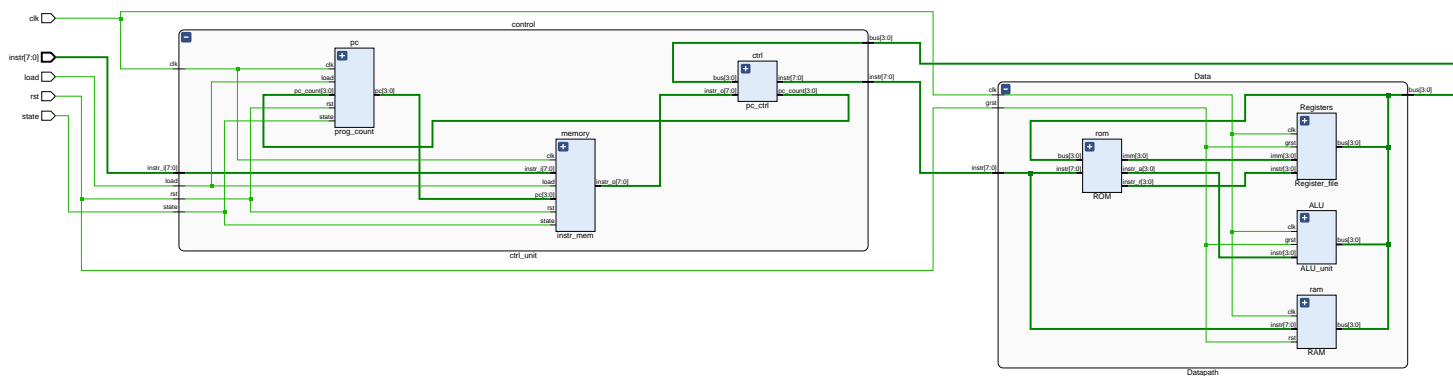 clk
instr[7:0]
load
rst
state
control
clk
instr_i[7:0]
load
rst
state
bus[3:0]
instr[7:0]
ctrl_unit
pc
clk
load
pc_count[3:0]
rst
state
pc[3:0]
prog_count
memory
clk
instr_i[7:0]
load
pc[3:0]
rst
state
instr_o[7:0]
instr_mem
ctrl
bus[3:0]
instr_o[7:0]
instr[7:0]
pc_count[3:0]
pc_ctrl
Data
clk
grst
instr[7:0]
bus[3:0]
Datapath
rom
bus[3:0]
instr[7:0]
imm[3:0]
instr_a[3:0]
instr_r[3:0]
ROM
Registers
clk
grst
imm[3:0]
instr[3:0]
bus[3:0]
Register_file
ALU
clk
grst
instr[3:0]
bus[3:0]
ALU_unit
ram
clk
instr[7:0]
rst
bus[3:0]
RAM